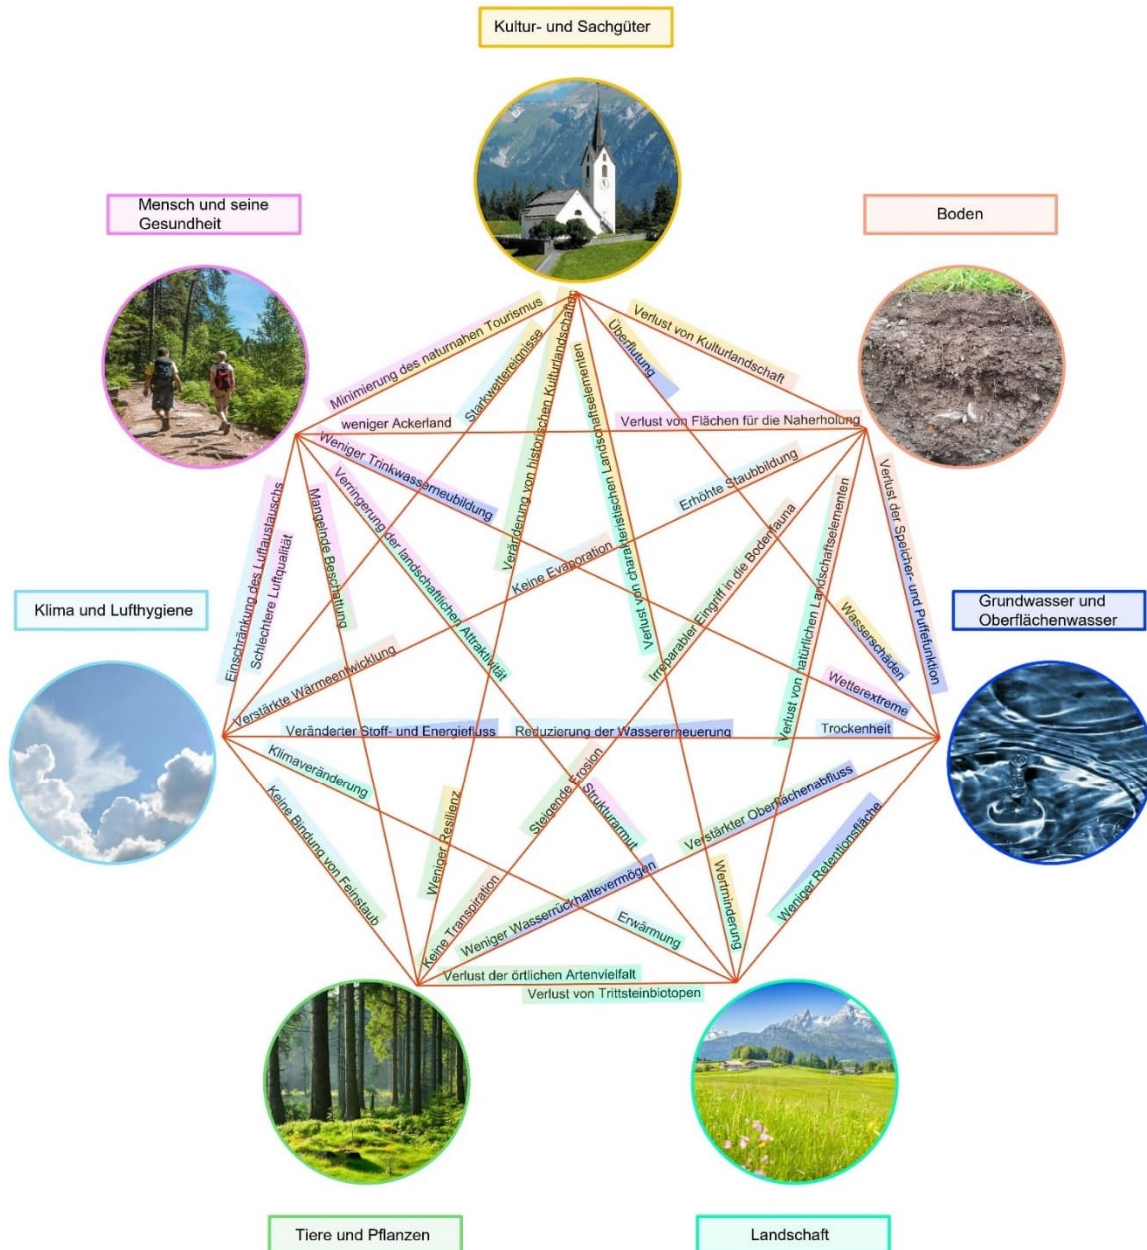 Kultur- und Sachgüter
Mensch und seine
Gesundheit
Boden
Minimierung des naturnahen Tourismus
Starkwettereignisse
Veränderung von historischen Kulturlandschaften
Verlust von charakteristischen Landschaftselementen
Überflutung
Verlust von Kulturlandschaft
weniger Ackerland
Verlust von Flächen für die Naherholung
Weniger Trinkwasserneubildung
Verringerung der landschaftlichen Attraktivität
Mangelnde Beschattung
Einschränkung des Luftaustauschs
Schlechtere Luftqualität
Erhöhte Staubbildung
Keine Evaporation
Verstärkte Wärmeentwicklung
Irreparabler Eingriff in die Bodenfauna
Verlust von natürlichen Landschaftselementen
Verlust der Speicher- und Puffefunktion
Klima und Lufthygiene
Grundwasser und
Oberflächenwasser
Wasserschäden
Wetterextreme
Trockenheit
Veränderter Stoff- und Energiefluss
Reduzierung der Wassererneuerung
Klimaveränderung
Keine Bindung von Feinstaub
Weniger Resilienz
Steigende Erosion
Strukturarmut
Verstärkter Oberflächenabfluss
Weniger Retentionsfläche
Wertminderung
Keine Transpiration
Weniger Wasserrückhaltevermögen
Erwärmung
Verlust der örtlichen Artenvielfalt
Verlust von Trittsteinbiotopen
Tiere und Pflanzen
Landschaft